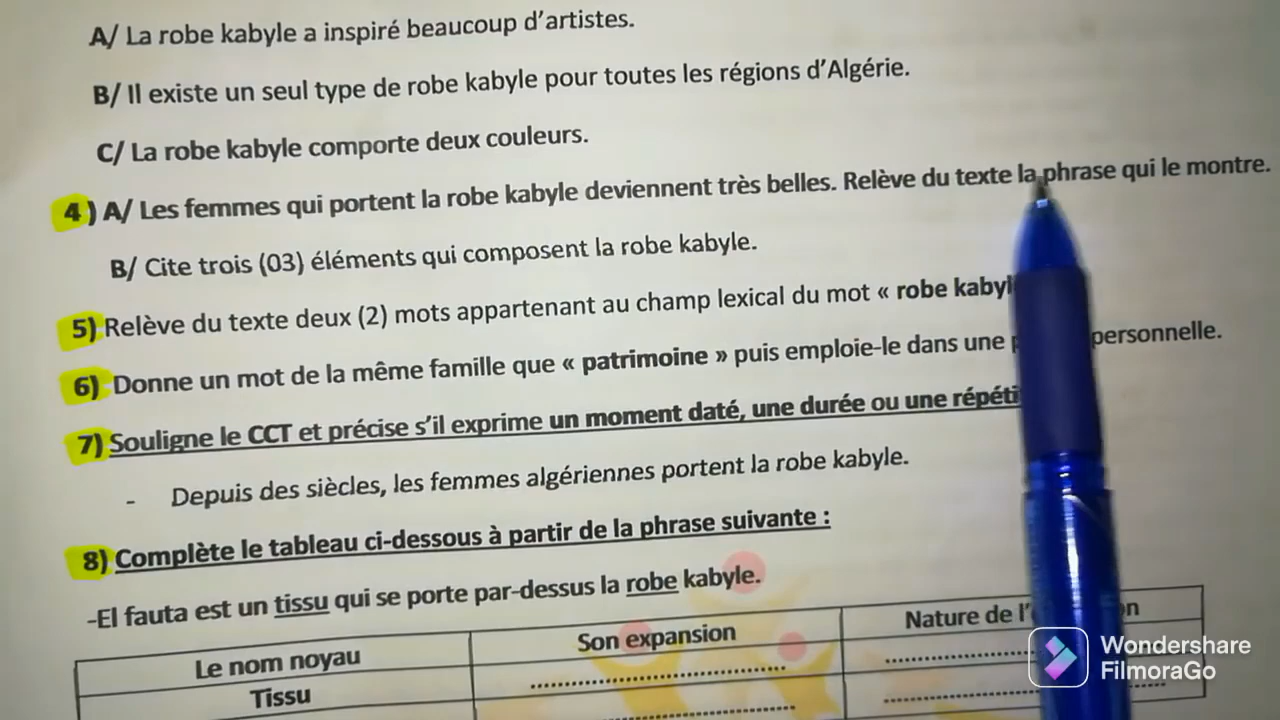 A/ La robe kabyle a inspiré beaucoup d'artistes.
B/ Il existe un seul type de robe kabyle pour toutes les régions d'Algérie.
C/ La robe kabyle comporte deux couleurs.
4) A/ Les femmes qui portent la robe kabyle deviennent très belles. Relève du texte la phrase qui le montre.
B/ Cite trois (03) éléments qui composent la robe kabyle.
5) Relève du texte deux (2) mots appartenant au champ lexical du mot « robe
6) Donne un mot de la même famille que « patrimoine » puis emploie-le dans une personnelle.
7) Souligne le CCT et précise s'il exprime un moment daté, une durée ou une
- Depuis des siècles, les femmes algériennes portent la robe kabyle.
8) Complète le tableau ci-dessous à partir de la phrase suivante :
-El fauta est un tissu qui se porte par-dessus la robe kabyle.
Le nom noyau Son expansion Nature de
Tissu
Wondershare
FilmoraGo